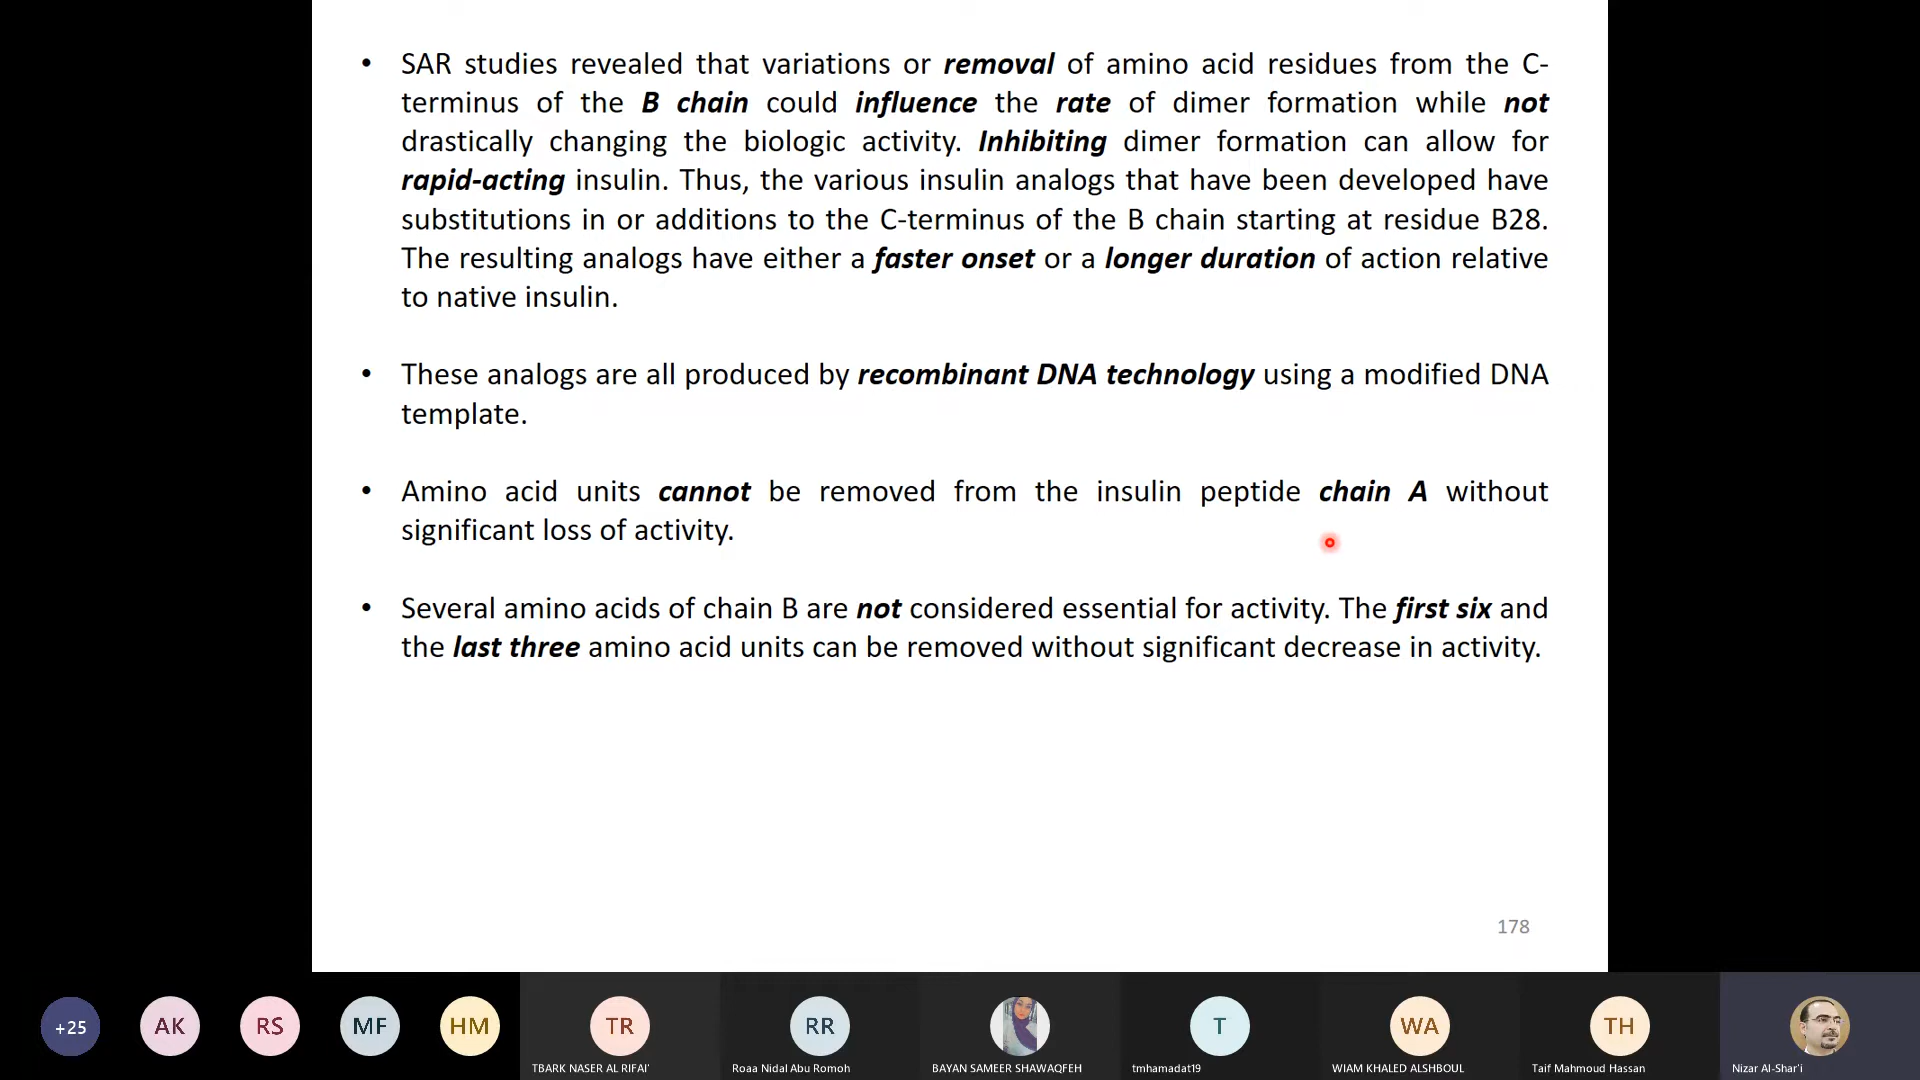 • SAR studies revealed that variations or removal of amino acid residues from the C-
terminus of the B chain could influence the rate of dimer formation while not
drastically changing the biologic activity. Inhibiting dimer formation can allow for
rapid-acting insulin. Thus, the various insulin analogs that have been developed have
substitutions in or additions to the C-terminus of the B chain starting at residue B28.
The resulting analogs have either a faster onset or a longer duration of action relative
to native insulin.
• These analogs are all produced by recombinant DNA technology using a modified DNA
template.
• Amino acid units cannot be removed from the insulin peptide chain A without
significant loss of activity.
• Several amino acids of chain B are not considered essential for activity. The first six and
the last three amino acid units can be removed without significant decrease in activity.
178
+25 AK RS MF HM TR RR T WA TH
TBARK NASER AL RIFAI' Roaa Nidal Abu Romoh BAYAN SAMEER SHAWAQFEH tmhamadat19 WIAM KHALED ALSHBOUL Taif Mahmoud Hassan Nizar Al-Shar'i